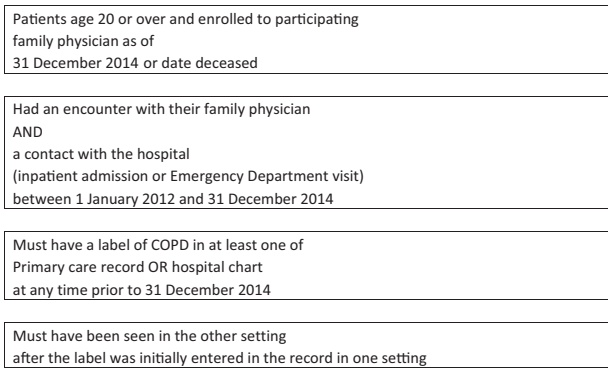 Patients age 20 or over and enrolled to participating
family physician as of
31 December 2014 or date deceased
Had an encounter with their family physician
AND
a contact with the hospital
(inpatient admission or Emergency Department visit)
between 1 January 2012 and 31 December 2014
Must have a label of COPD in at least one of
Primary care record OR hospital chart
at any time prior to 31 December 2014
Must have been seen in the other setting
after the label was initially entered in the record in one setting